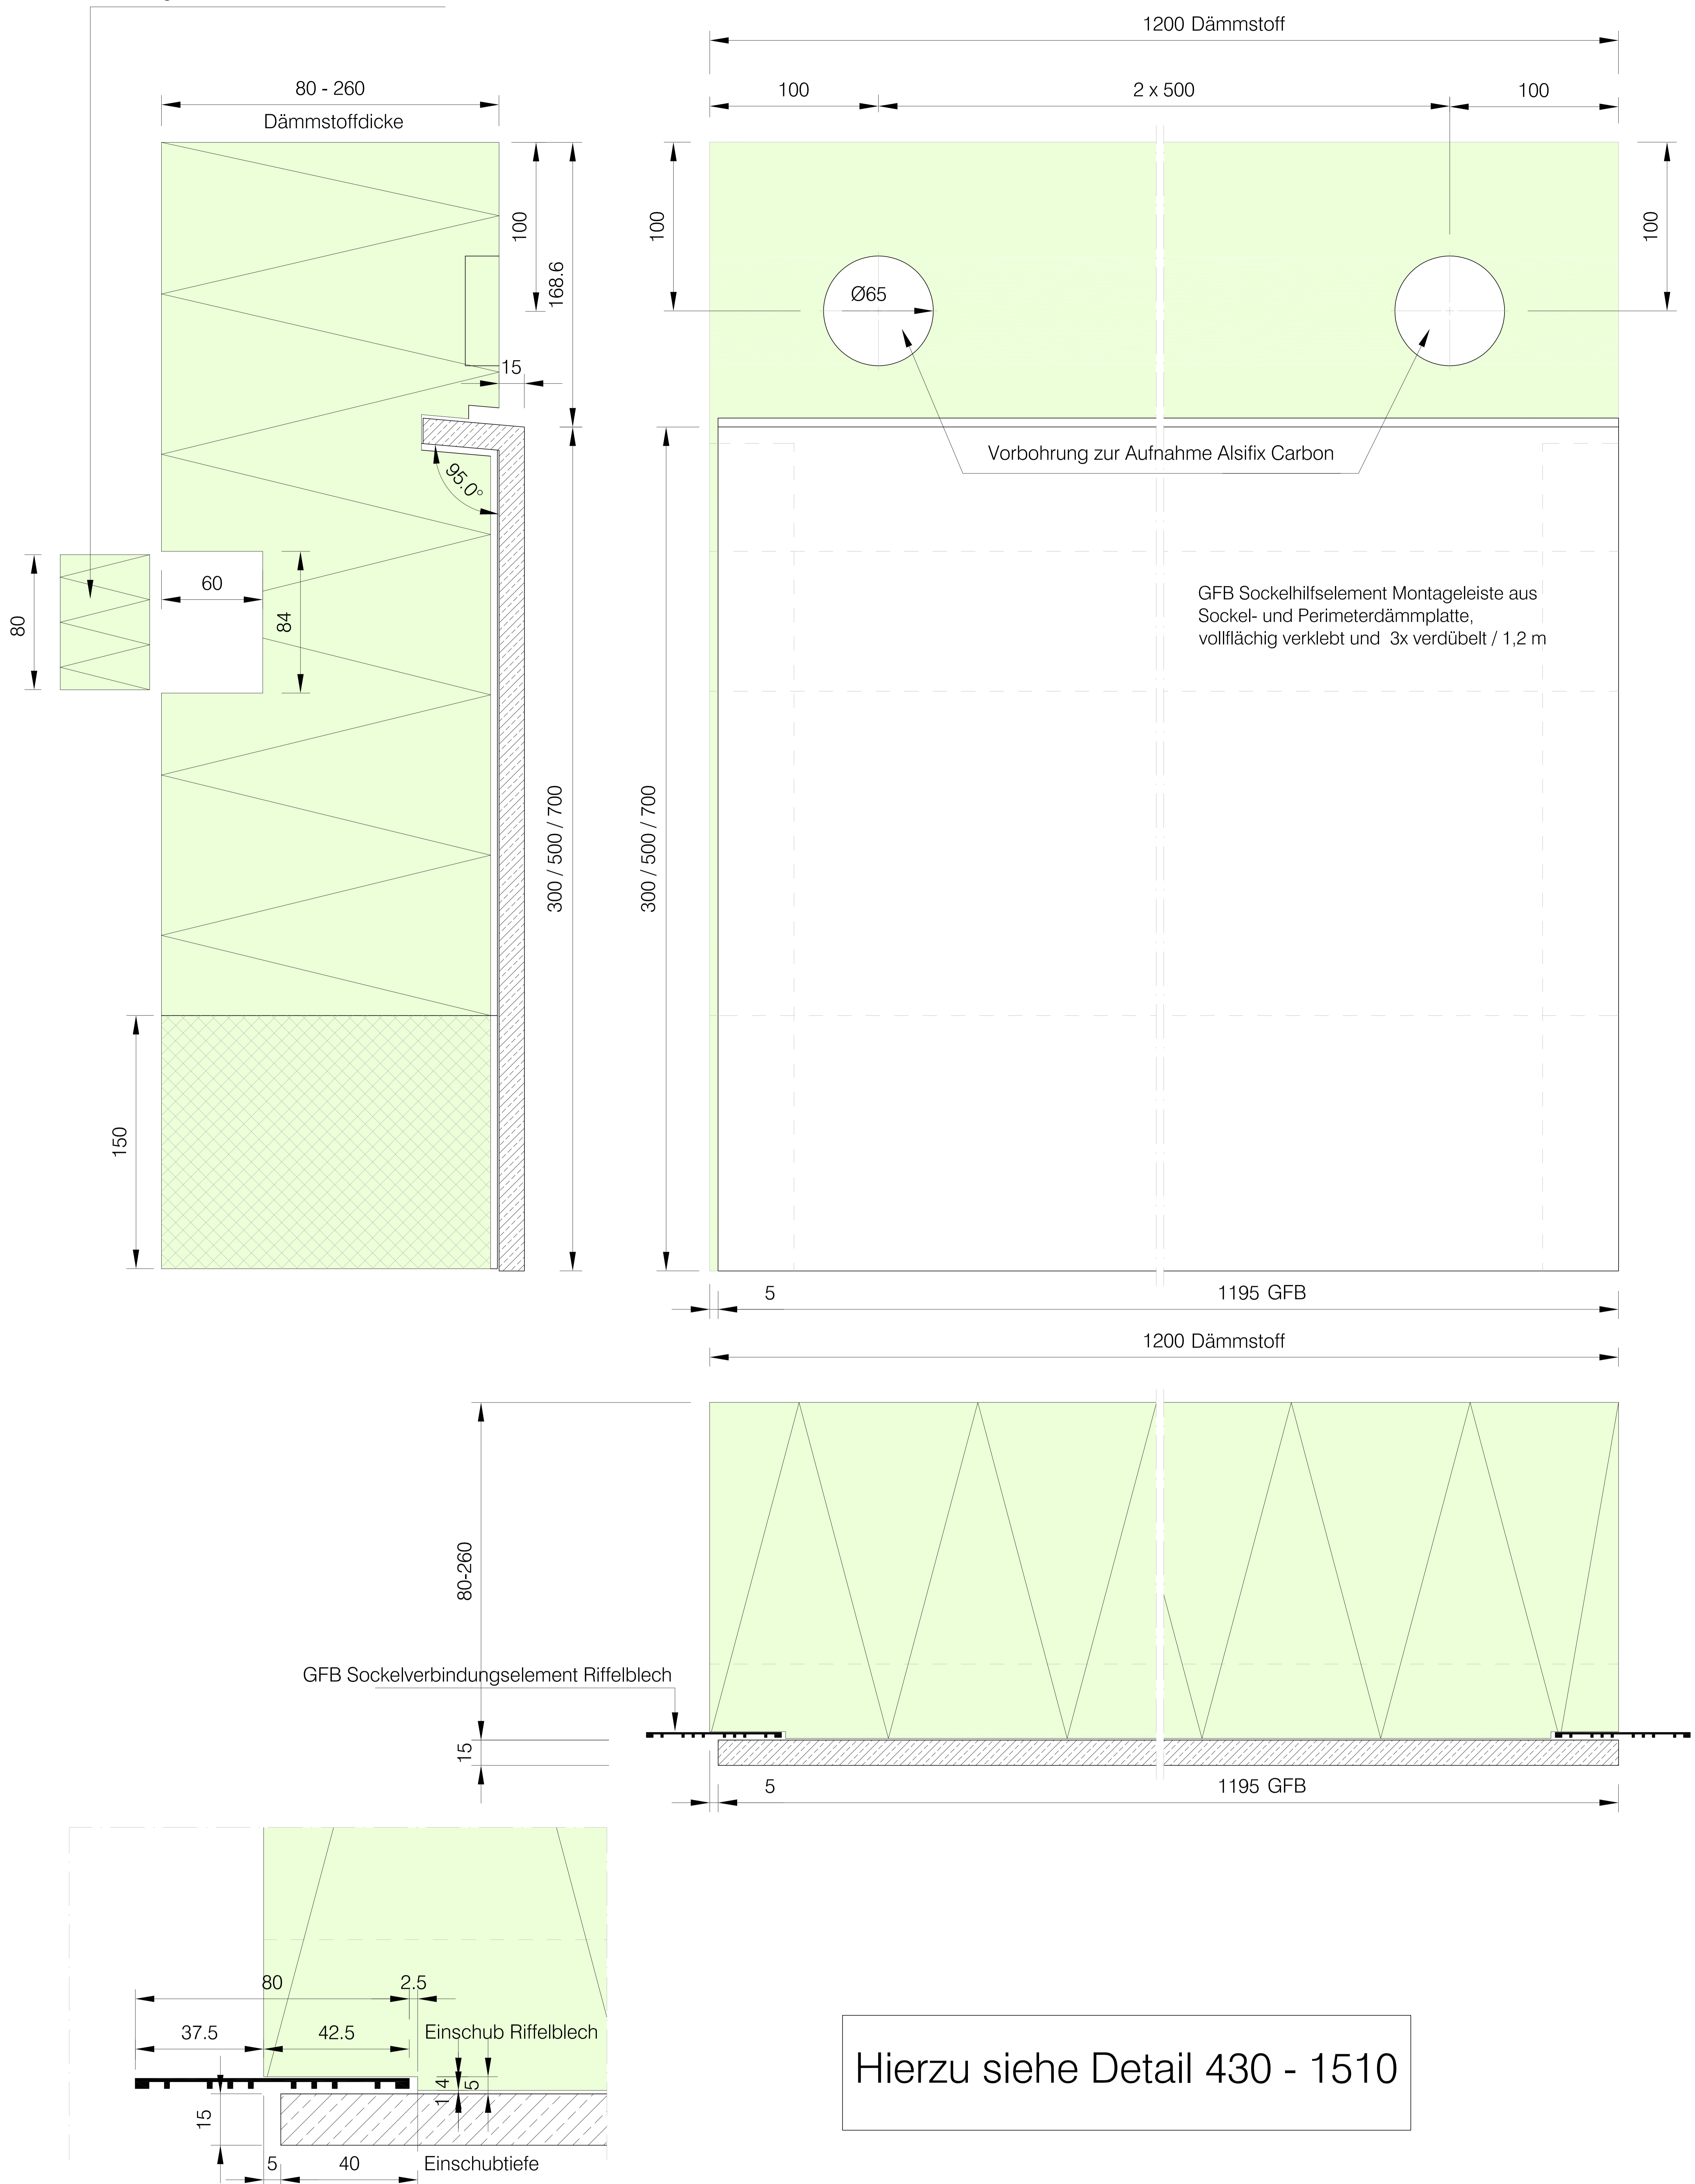 1200 Dämmstoff
80 - 260
Dämmstoffdicke
100
2 x 500
100
100
168.6
100
100
Ø65
15
Vorbohrung zur Aufnahme Alsifix Carbon
95.0°
80
60
84
GFB Sockelhilfselement Montageleiste aus
Sockel- und Perimeterdämmplatte,
vollflächig verklebt und 3x verdübelt / 1,2 m
300 / 500 / 700
300 / 500 / 700
150
5
1195 GFB
1200 Dämmstoff
80-260
GFB Sockelverbindungselement Riffelblech
15
5
1195 GFB
80
2.5
37.5
42.5
Einschub Riffelblech
1
4
5
15
5
40
Einschubtiefe
Hierzu siehe Detail 430 - 1510